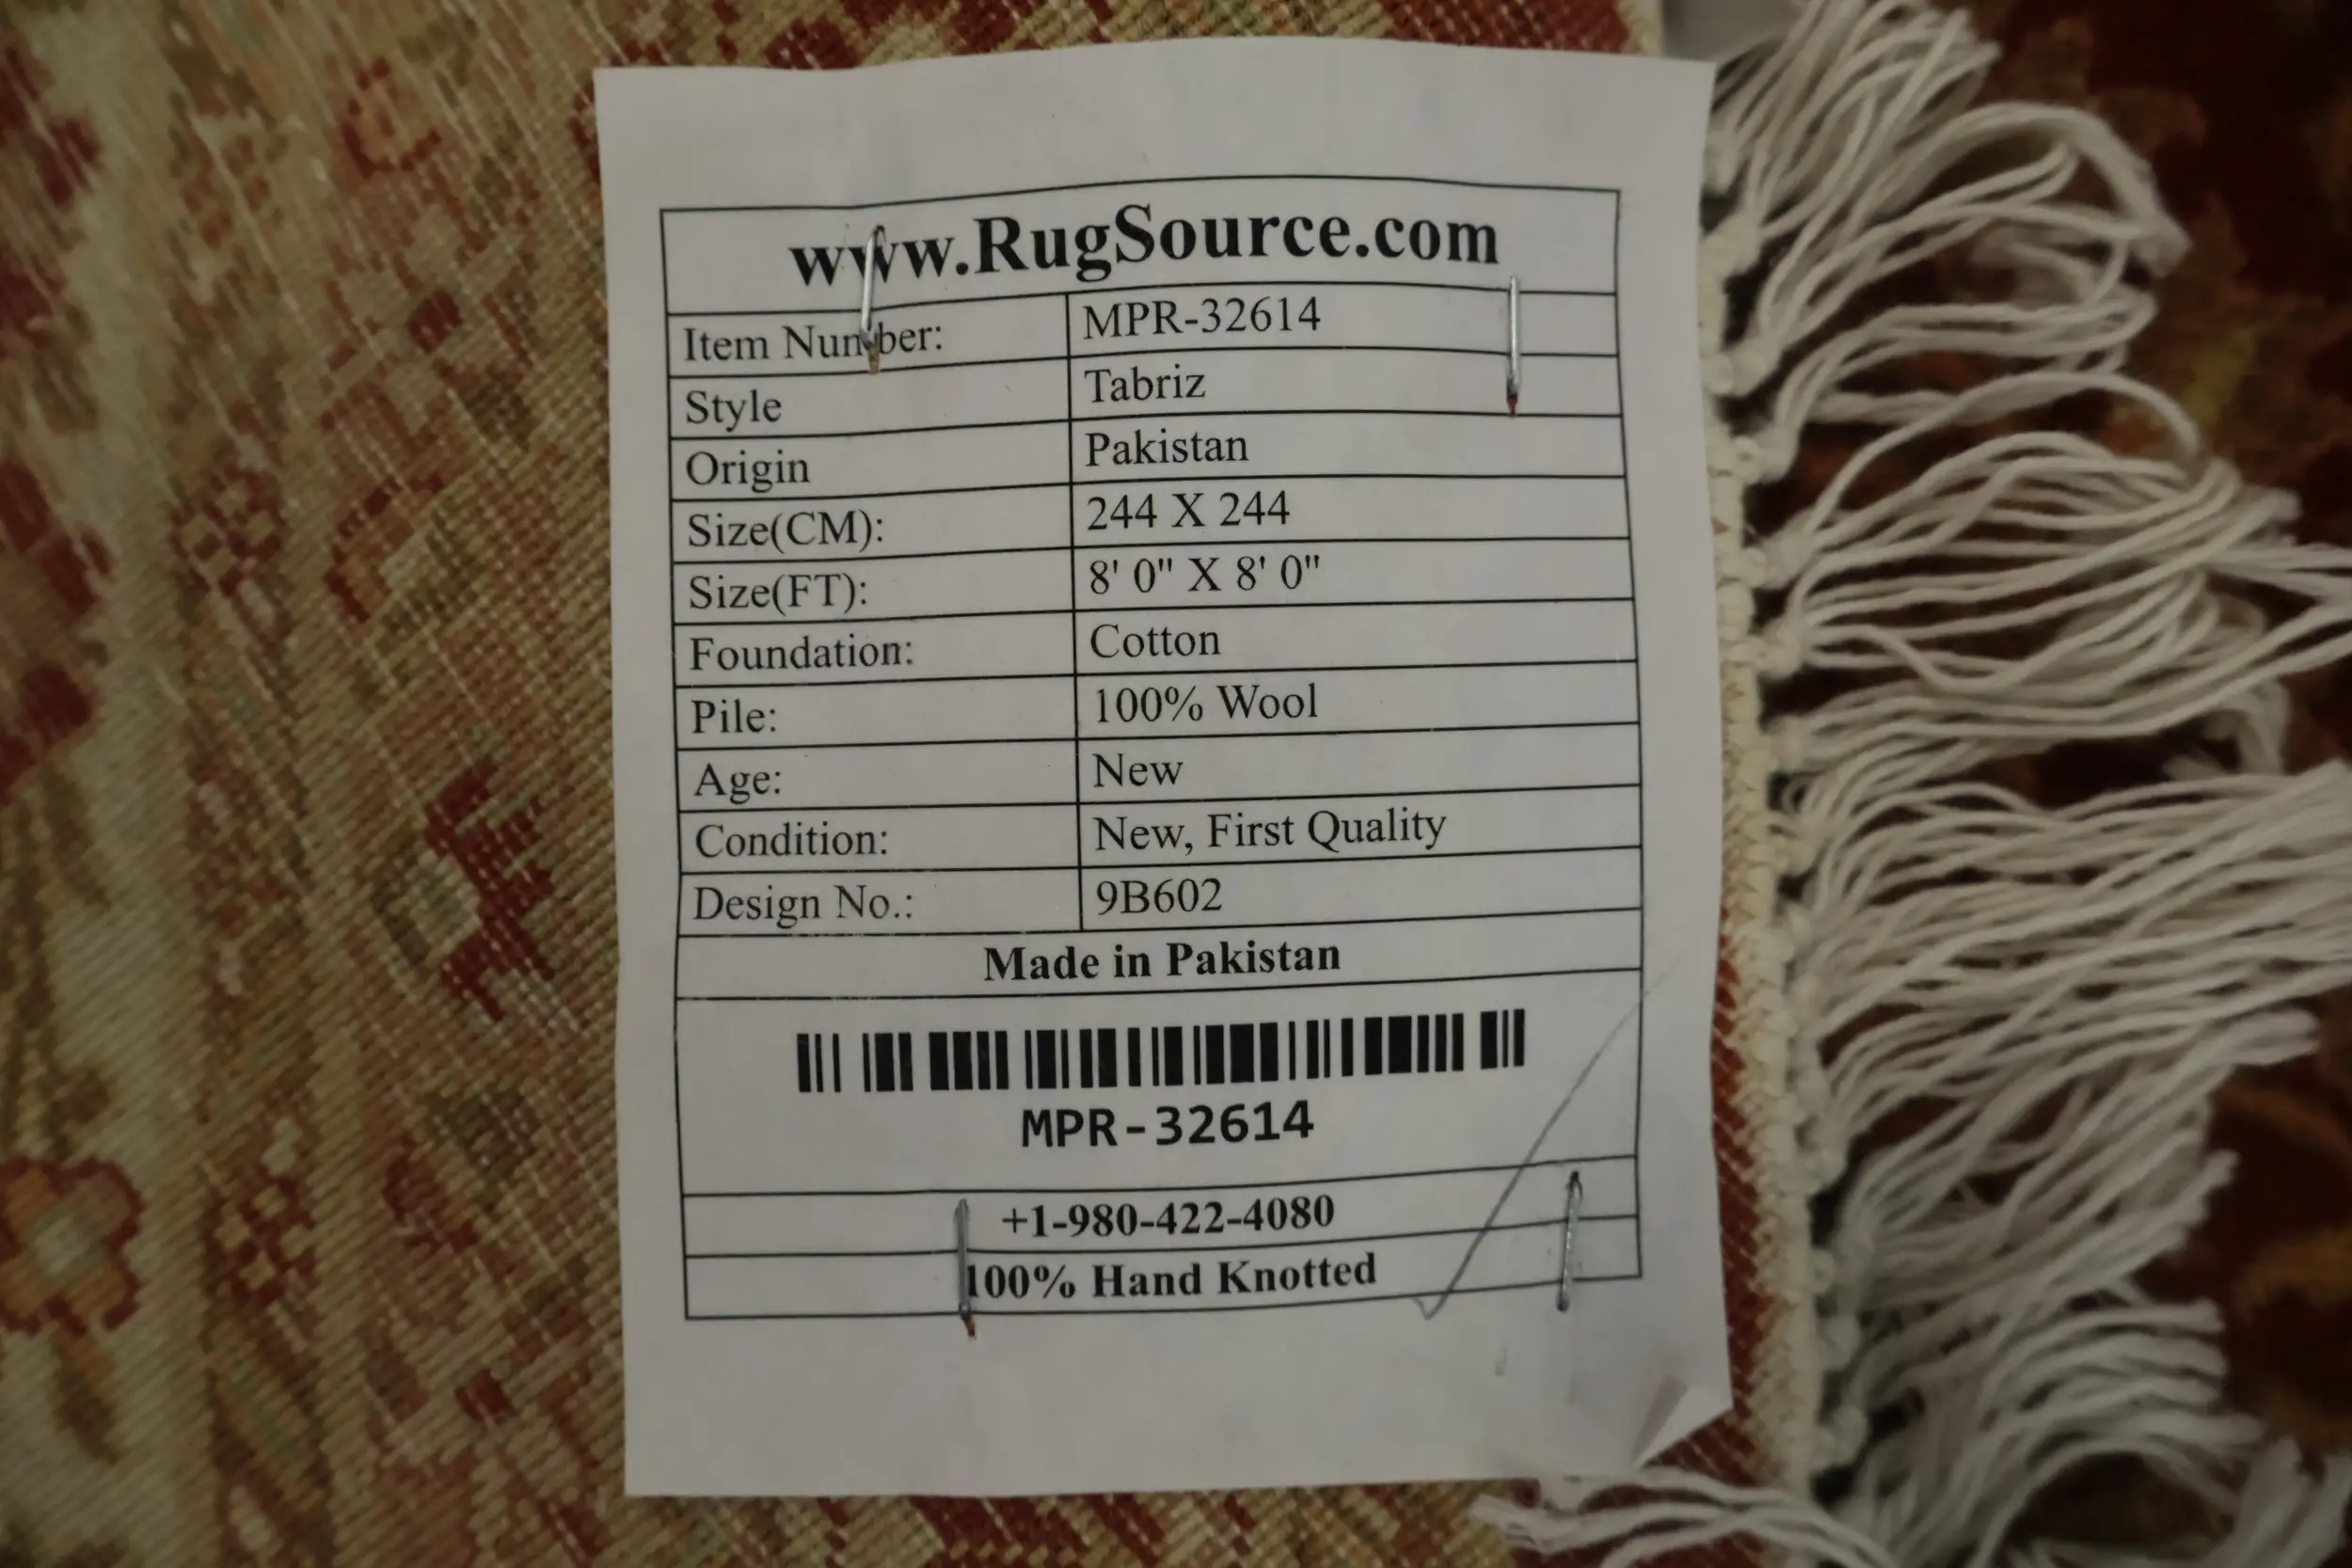 www.RugSource.com
Item Number: MPR-32614
Style Tabriz
Origin Pakistan
Size(CM): 244 X 244
Size(FT): 8' 0" X 8' 0"
Foundation: Cotton
Pile: 100% Wool
Age: New
Condition: New, First Quality
Design No.: 9B602
Made in Pakistan
MPR-32614
+1-980-422-4080
100% Hand Knotted